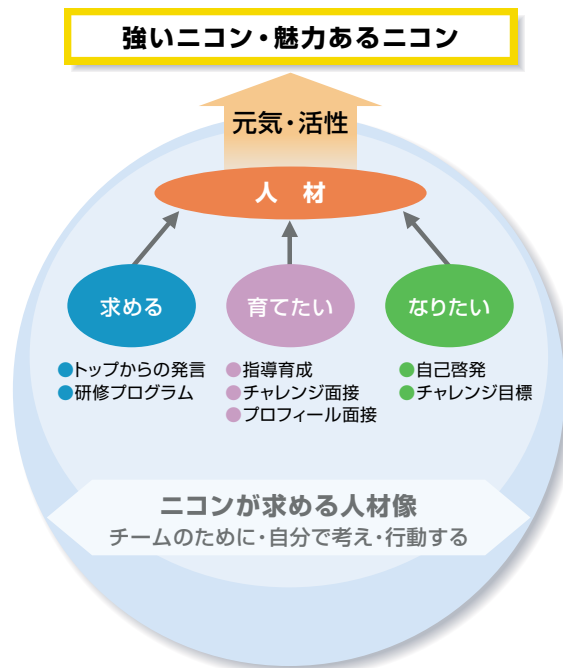 強いニコン・魅力あるニコン
元気・活性
人 材
求める
●トップからの発言
●研修プログラム
育てたい
●指導育成
●チャレンジ面接
●プロフィール面接
なりたい
●自己啓発
●チャレンジ目標
ニコンが求める人材像
チームのために・自分で考え・行動する